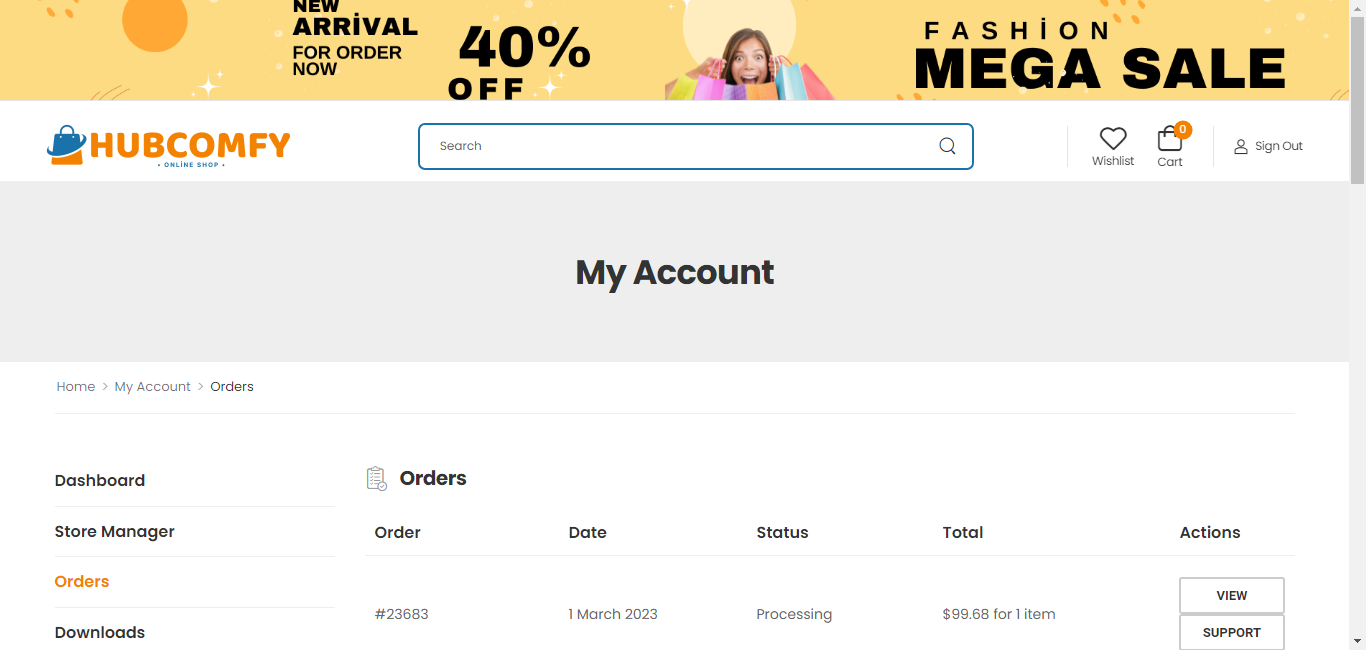 NEW
ARRİVAL
FOR ORDER
NOW
40%
OFF
FASHİON
MEGA SALE
HUBCOMFY
• ONLİNE SHOP •
Search
Wishlist
0
Cart
Sign Out
My Account
Home > My Account > Orders
Dashboard
Store Manager
Orders
Downloads
Orders
Order Date Status Total Actions
#23683 1 March 2023 Processing $99.68 for 1 item
VIEW
SUPPORT